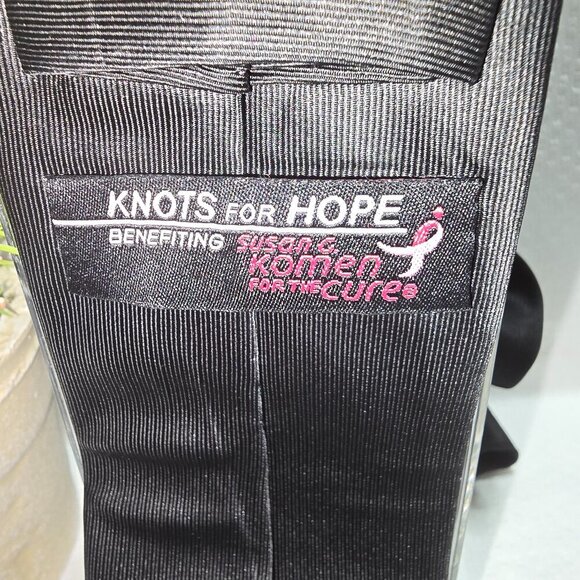 KNOTS FOR HOPE
BENEFITING SUSAN G.
KOMEN
FOR THE CURE®